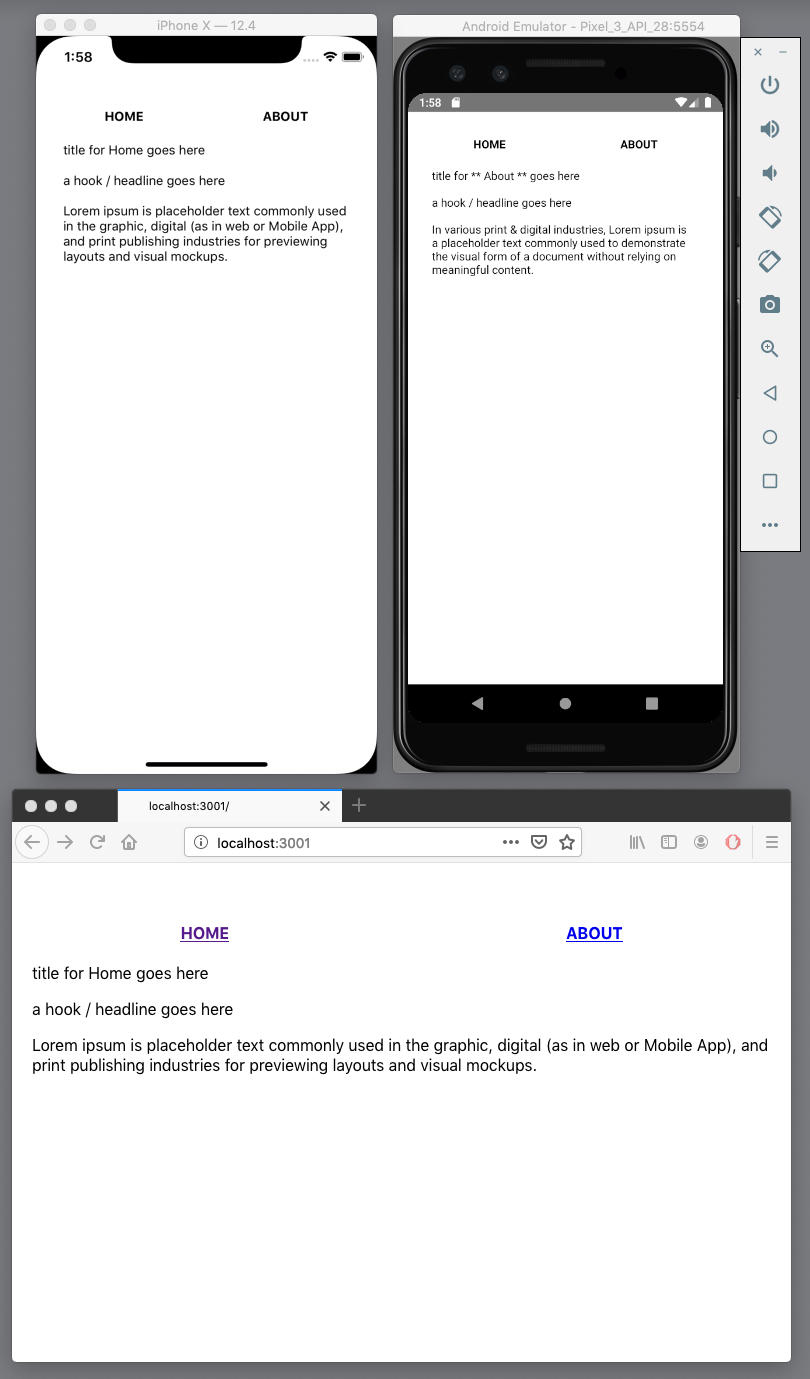 iPhone X — 12.4
1:58
HOME ABOUT
title for Home goes here
a hook / headline goes here
Lorem ipsum is placeholder text commonly used
in the graphic, digital (as in web or Mobile App),
and print publishing industries for previewing
layouts and visual mockups.
Android Emulator - Pixel_3_API_28:5554
1:58
HOME ABOUT
title for ** About ** goes here
a hook / headline goes here
In various print & digital industries, Lorem ipsum is
a placeholder text commonly used to demonstrate
the visual form of a document without relying on
meaningful content.
localhost:3001/
localhost:3001
HOME ABOUT
title for Home goes here
a hook / headline goes here
Lorem ipsum is placeholder text commonly used in the graphic, digital (as in web or Mobile App), and
print publishing industries for previewing layouts and visual mockups.